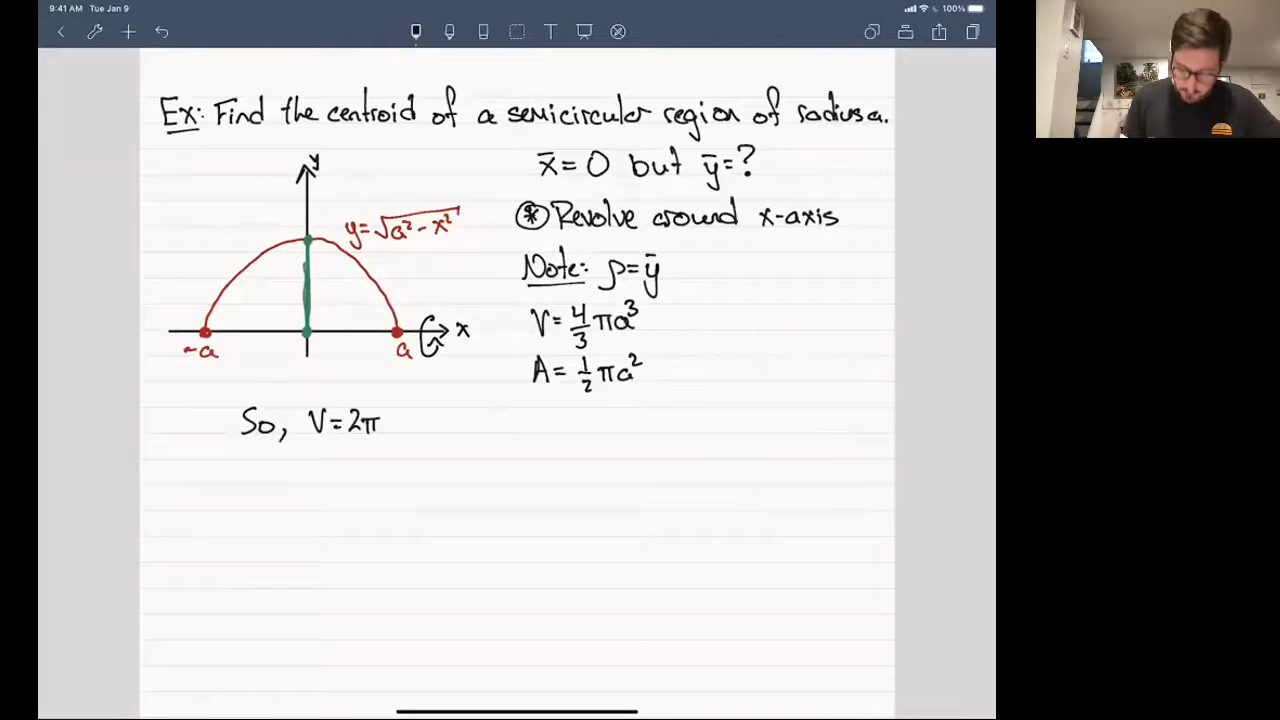 9:41 AM Tue Jan 9
100%
Ex: Find the centroid of a semicircular region of radius a.
y
x̄ = 0 but ȳ = ?
y = √(a² - x²)
⊛ Revolve around x-axis
Note: ρ = ȳ
V = 4/3 πa³
x
-a
a
A = 1/2 πa²
So, V = 2π